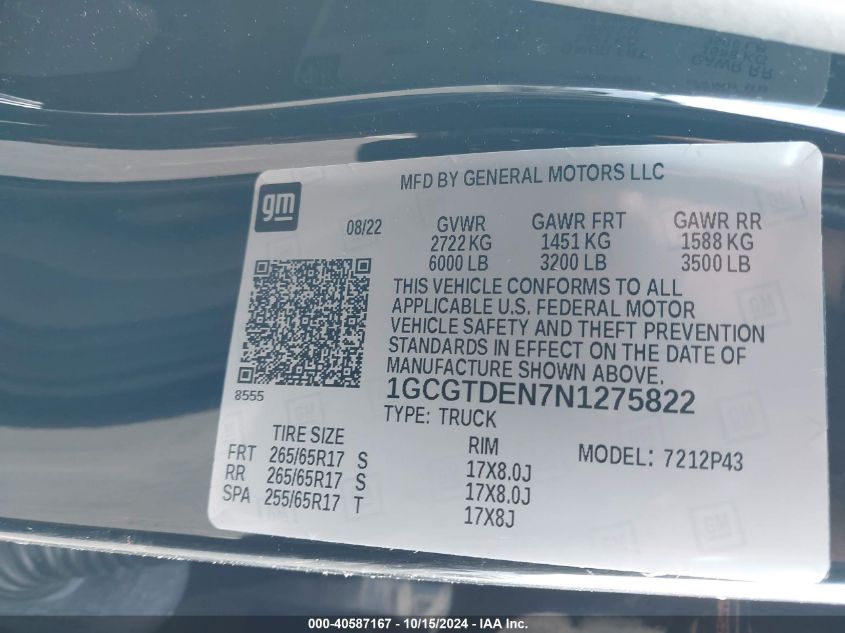 MFD BY GENERAL MOTORS LLC
gm
08/22 GVWR GAWR FRT GAWR RR
2722 KG 1451 KG 1588 KG
6000 LB 3200 LB 3500 LB
THIS VEHICLE CONFORMS TO ALL
APPLICABLE U.S. FEDERAL MOTOR
VEHICLE SAFETY AND THEFT PREVENTION
STANDARDS IN EFFECT ON THE DATE OF
MANUFACTURE SHOWN ABOVE.
8555
1GCGTDEN7N1275822
TYPE: TRUCK
TIRE SIZE RIM MODEL: 7212P43
FRT 265/65R17 S 17X8.0J
RR 265/65R17 S 17X8.0J
SPA 255/65R17 T 17X8J
000-40587167 - 10/15/2024 - IAA Inc.